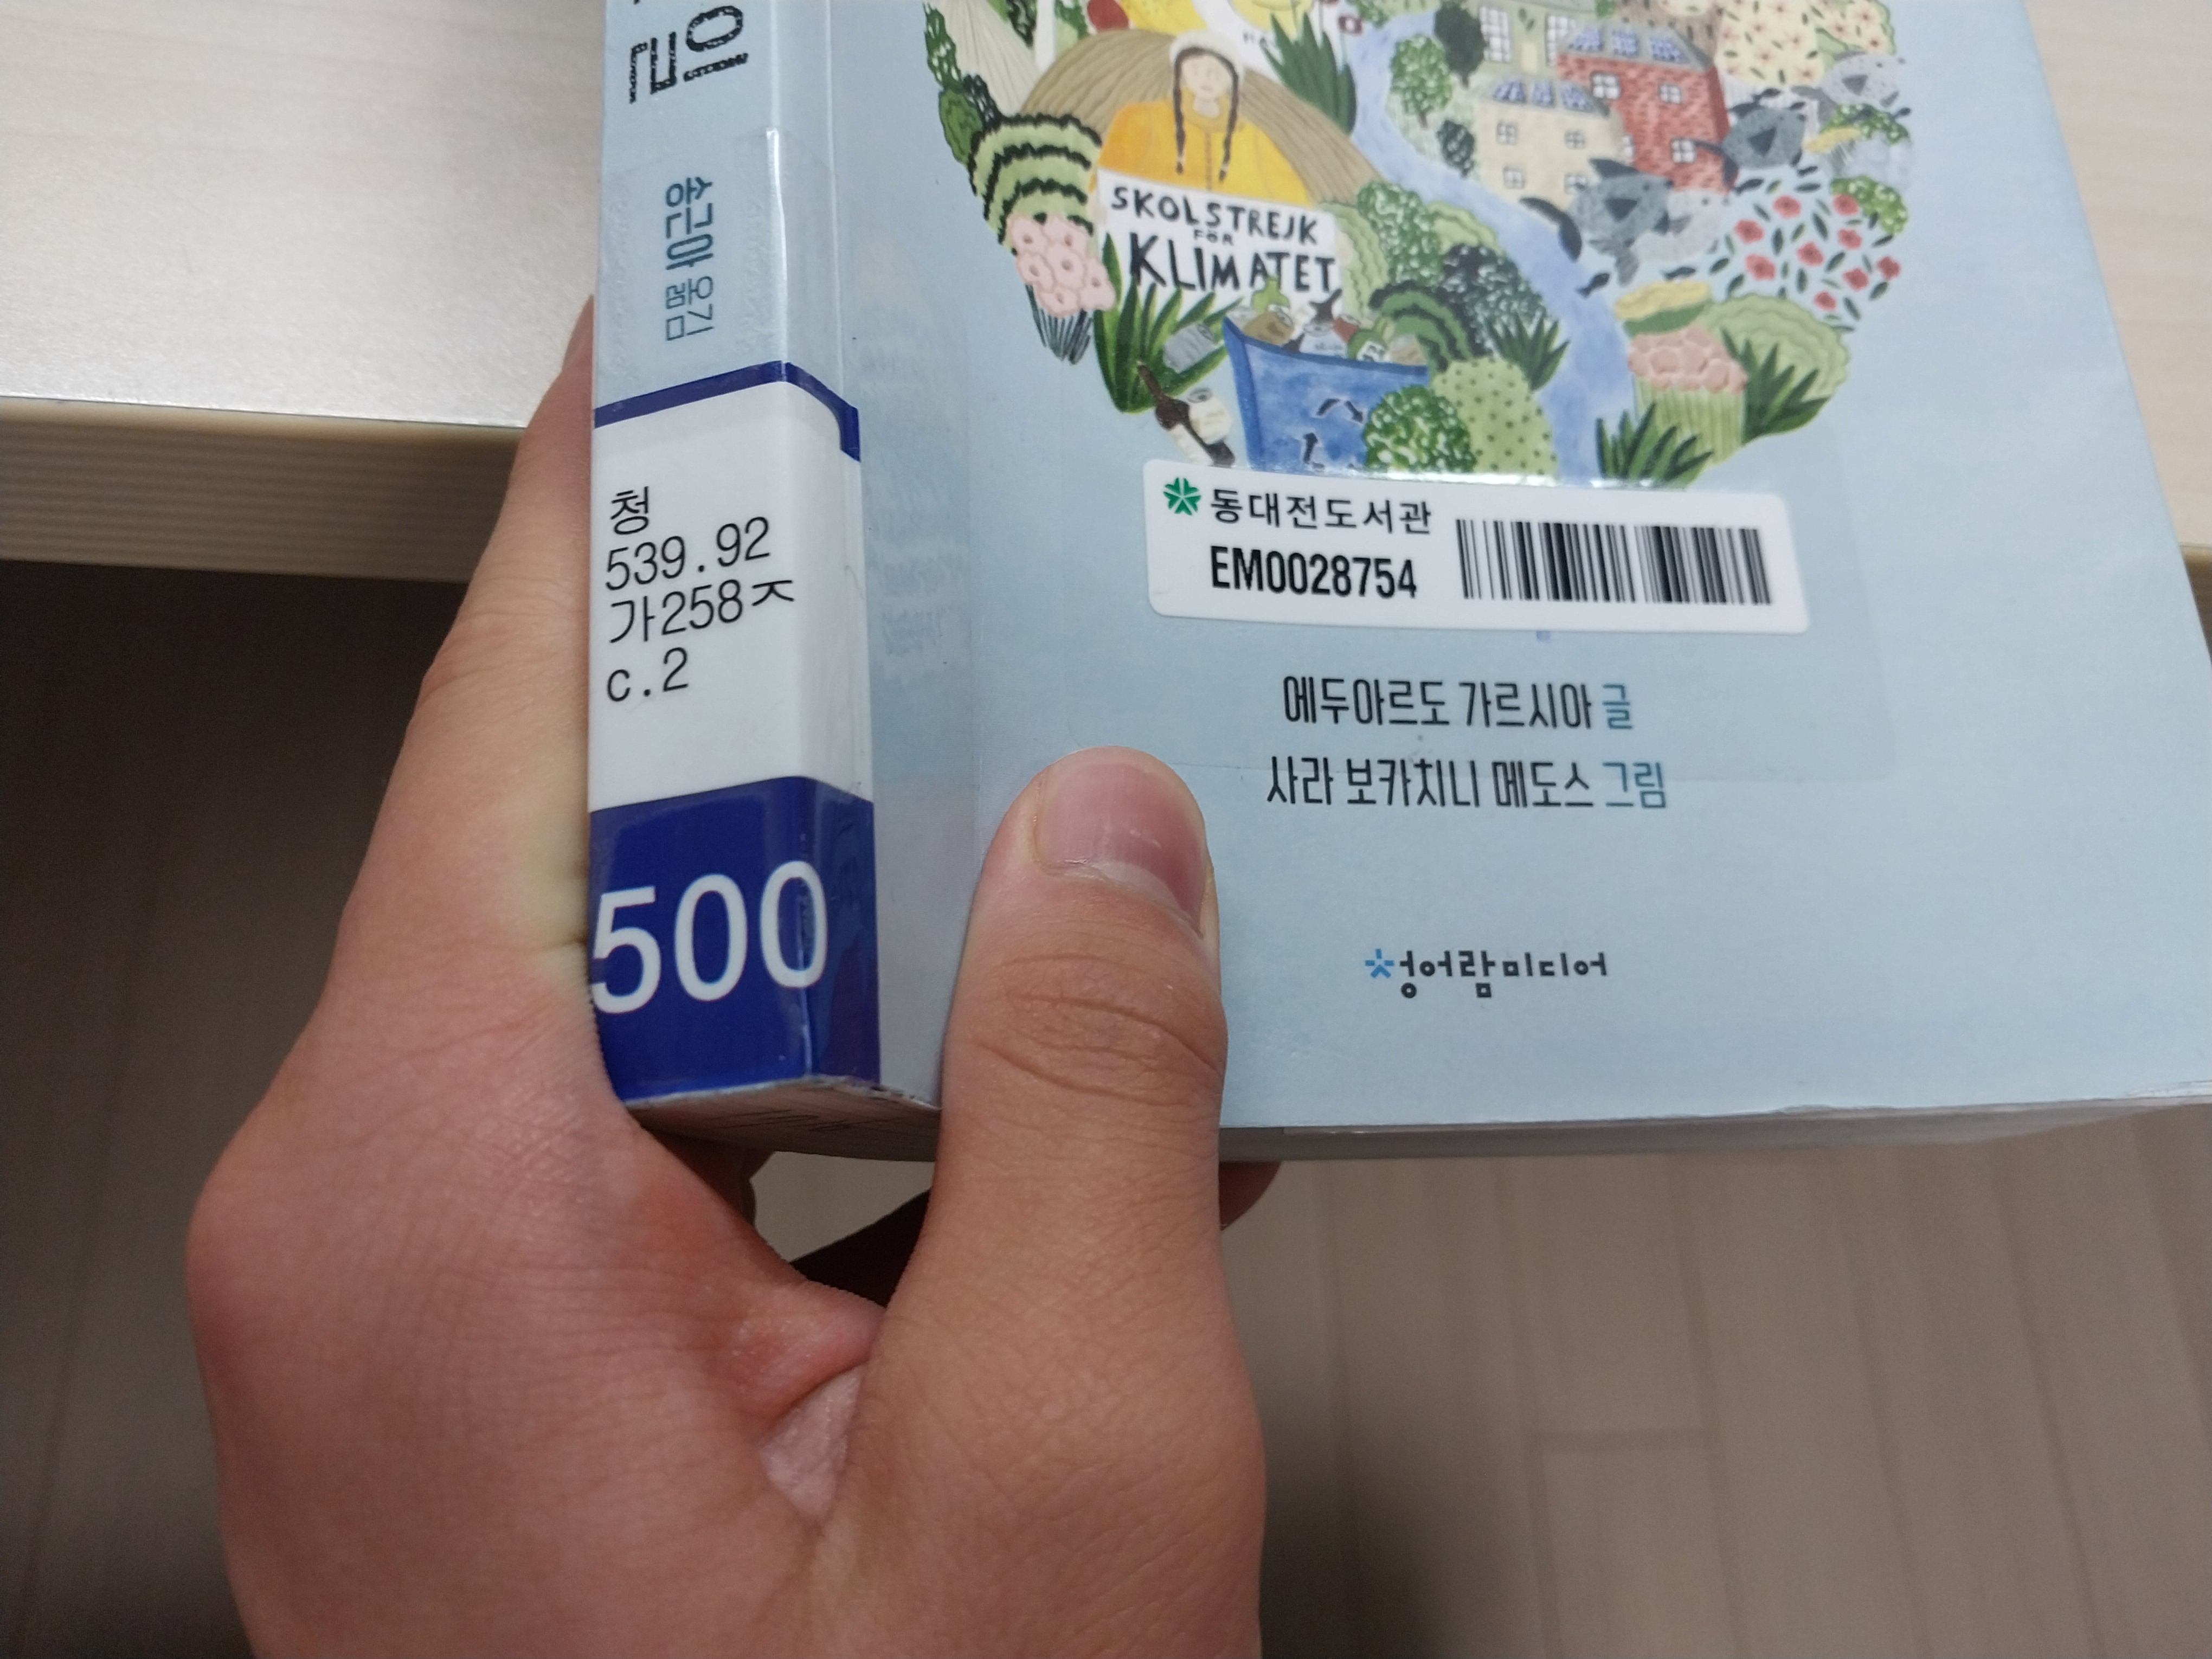 송근아 옮김
청
539.92
가258ㅈ
c.2
500
SKOLSTREJK
FÖR
KLIMATET
동대전도서관
EM0028754
에두아르도 가르시아 글
사라 보카치니 메도스 그림
청어람미디어